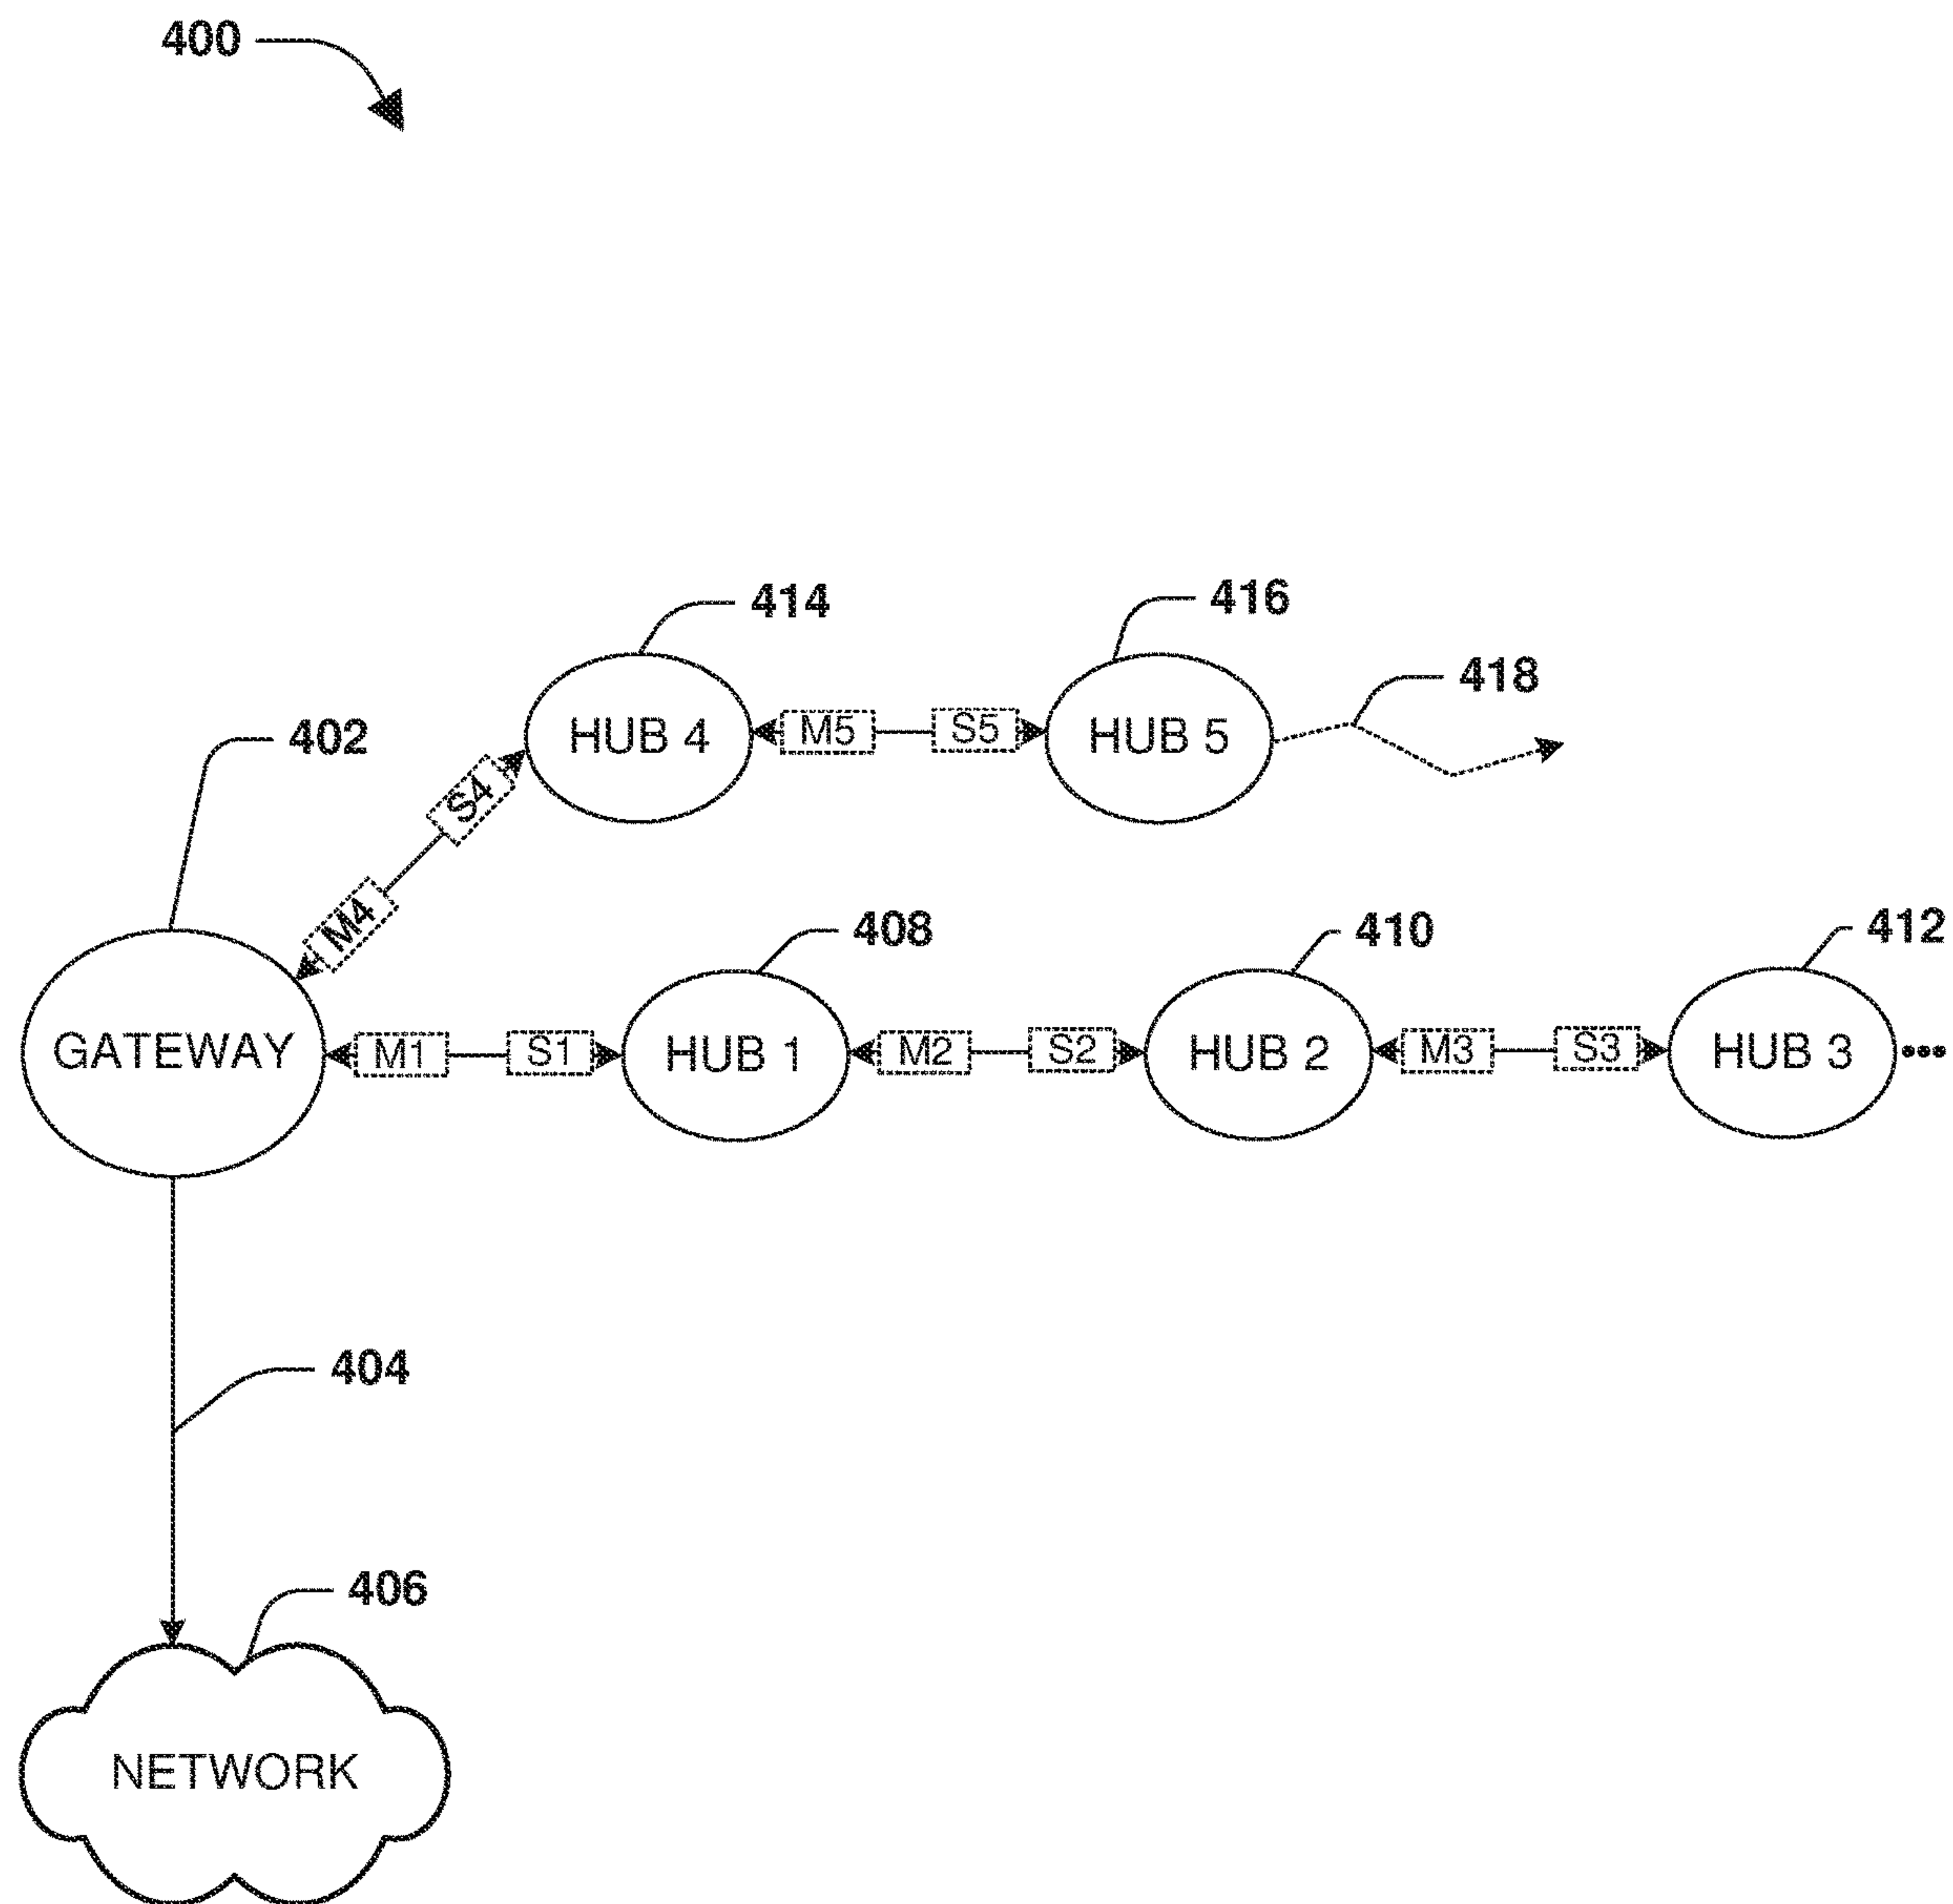 400
414
416
418
402
HUB 4
M5
S5
HUB 5
S4
M4
408
410
412
GATEWAY
M1
S1
HUB 1
M2
S2
HUB 2
M3
S3
HUB 3 •••
404
406
NETWORK